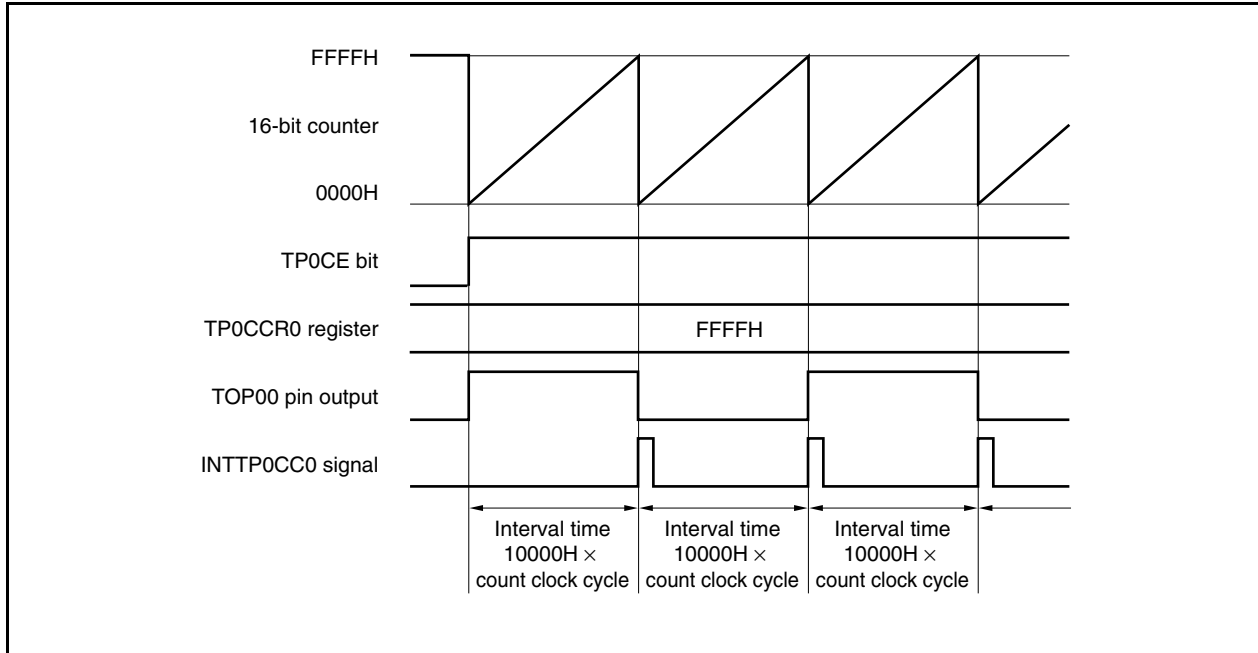 FFFFH
16-bit counter
0000H
TP0CE bit
TP0CCR0 register
FFFFH
TOP00 pin output
INTTP0CC0 signal
Interval time
10000H ×
count clock cycle
Interval time
10000H ×
count clock cycle
Interval time
10000H ×
count clock cycle